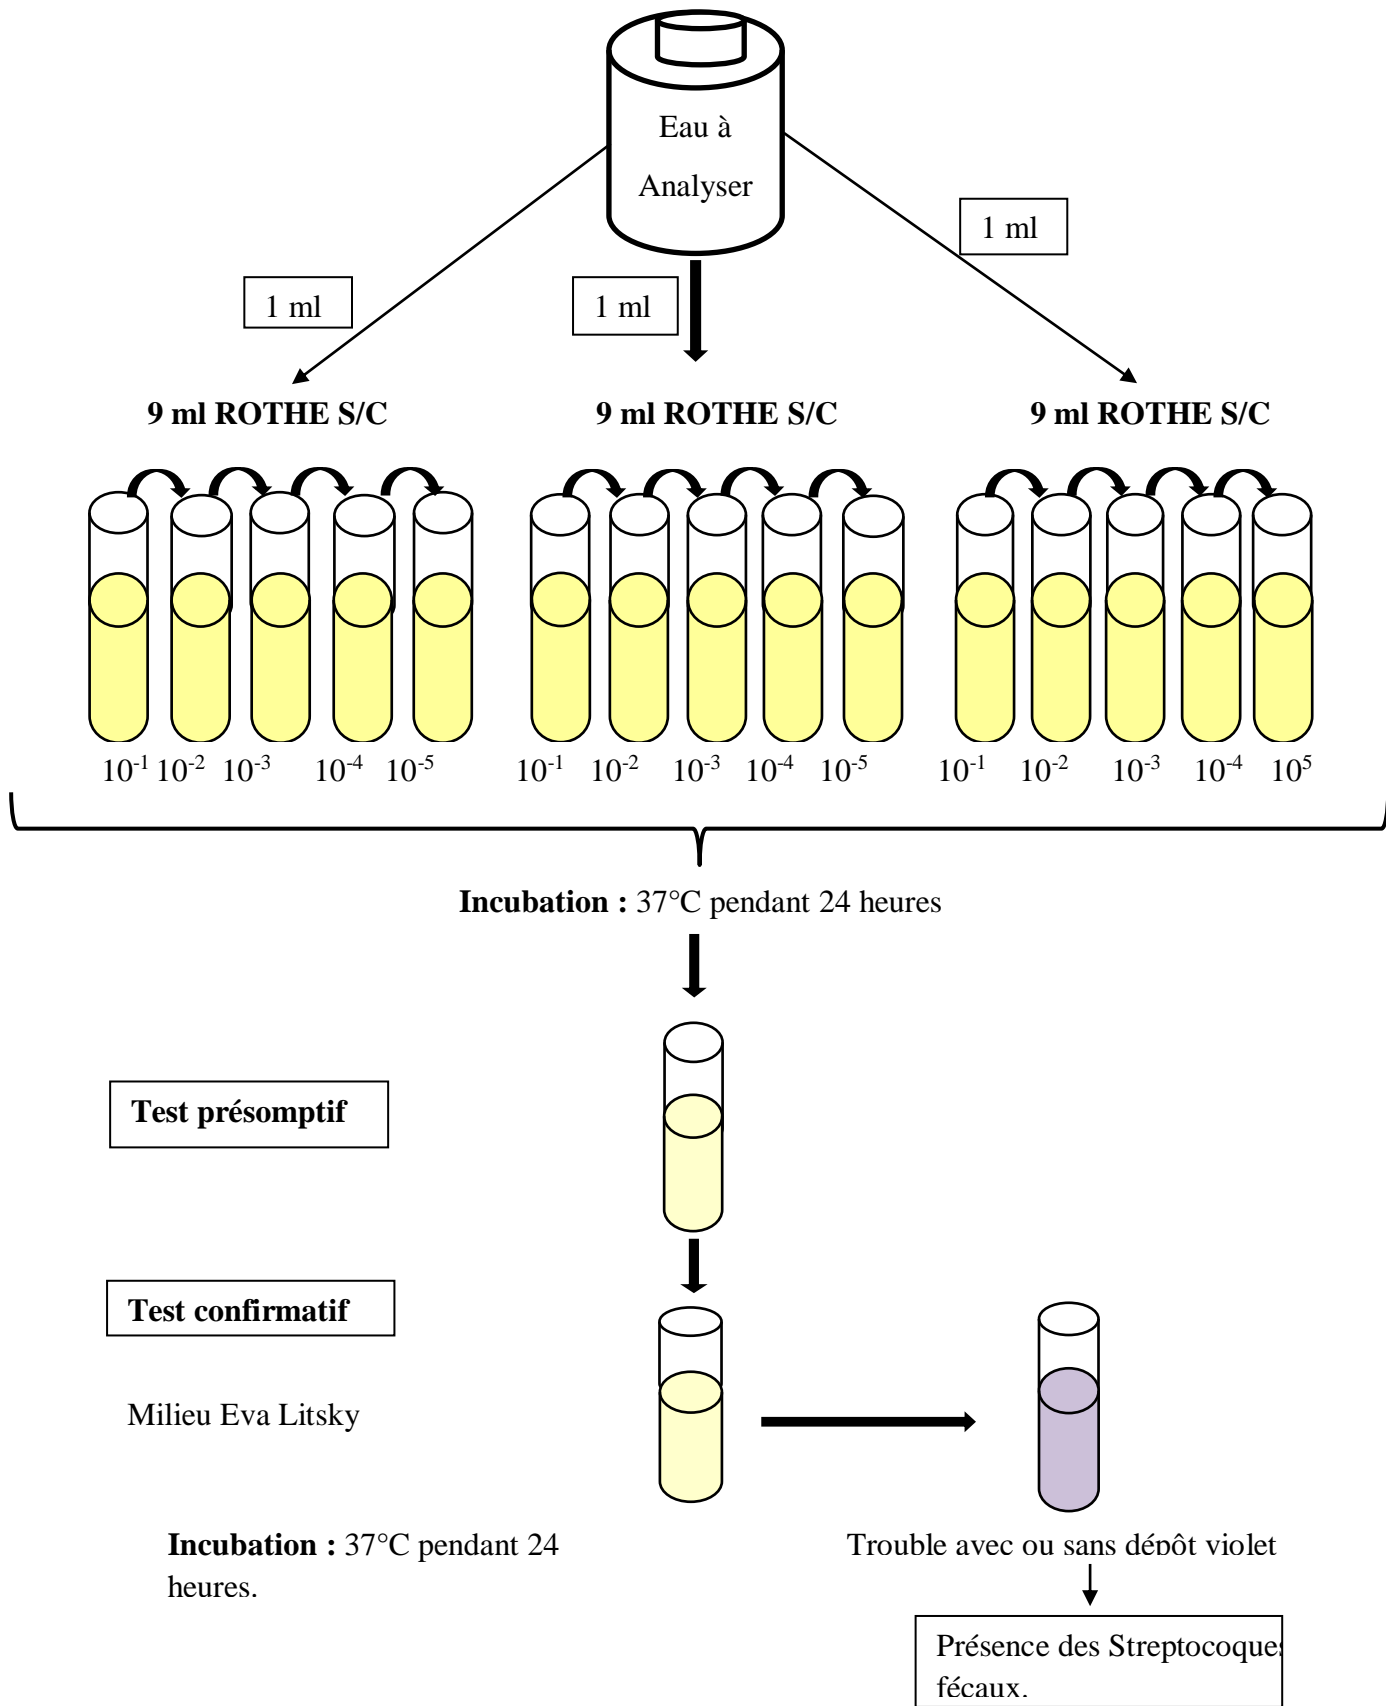 Eau à
Analyser
1 ml
1 ml
1 ml
9 ml ROTHE S/C
9 ml ROTHE S/C
9 ml ROTHE S/C
10⁻¹ 10⁻² 10⁻³ 10⁻⁴ 10⁻⁵
10⁻¹ 10⁻² 10⁻³ 10⁻⁴ 10⁻⁵
10⁻¹ 10⁻² 10⁻³ 10⁻⁴ 10⁵
Incubation : 37°C pendant 24 heures
Test présomptif
Test confirmatif
Milieu Eva Litsky
Incubation : 37°C pendant 24
heures.
Trouble avec ou sans dépôt violet
Présence des Streptocoques
fécaux.